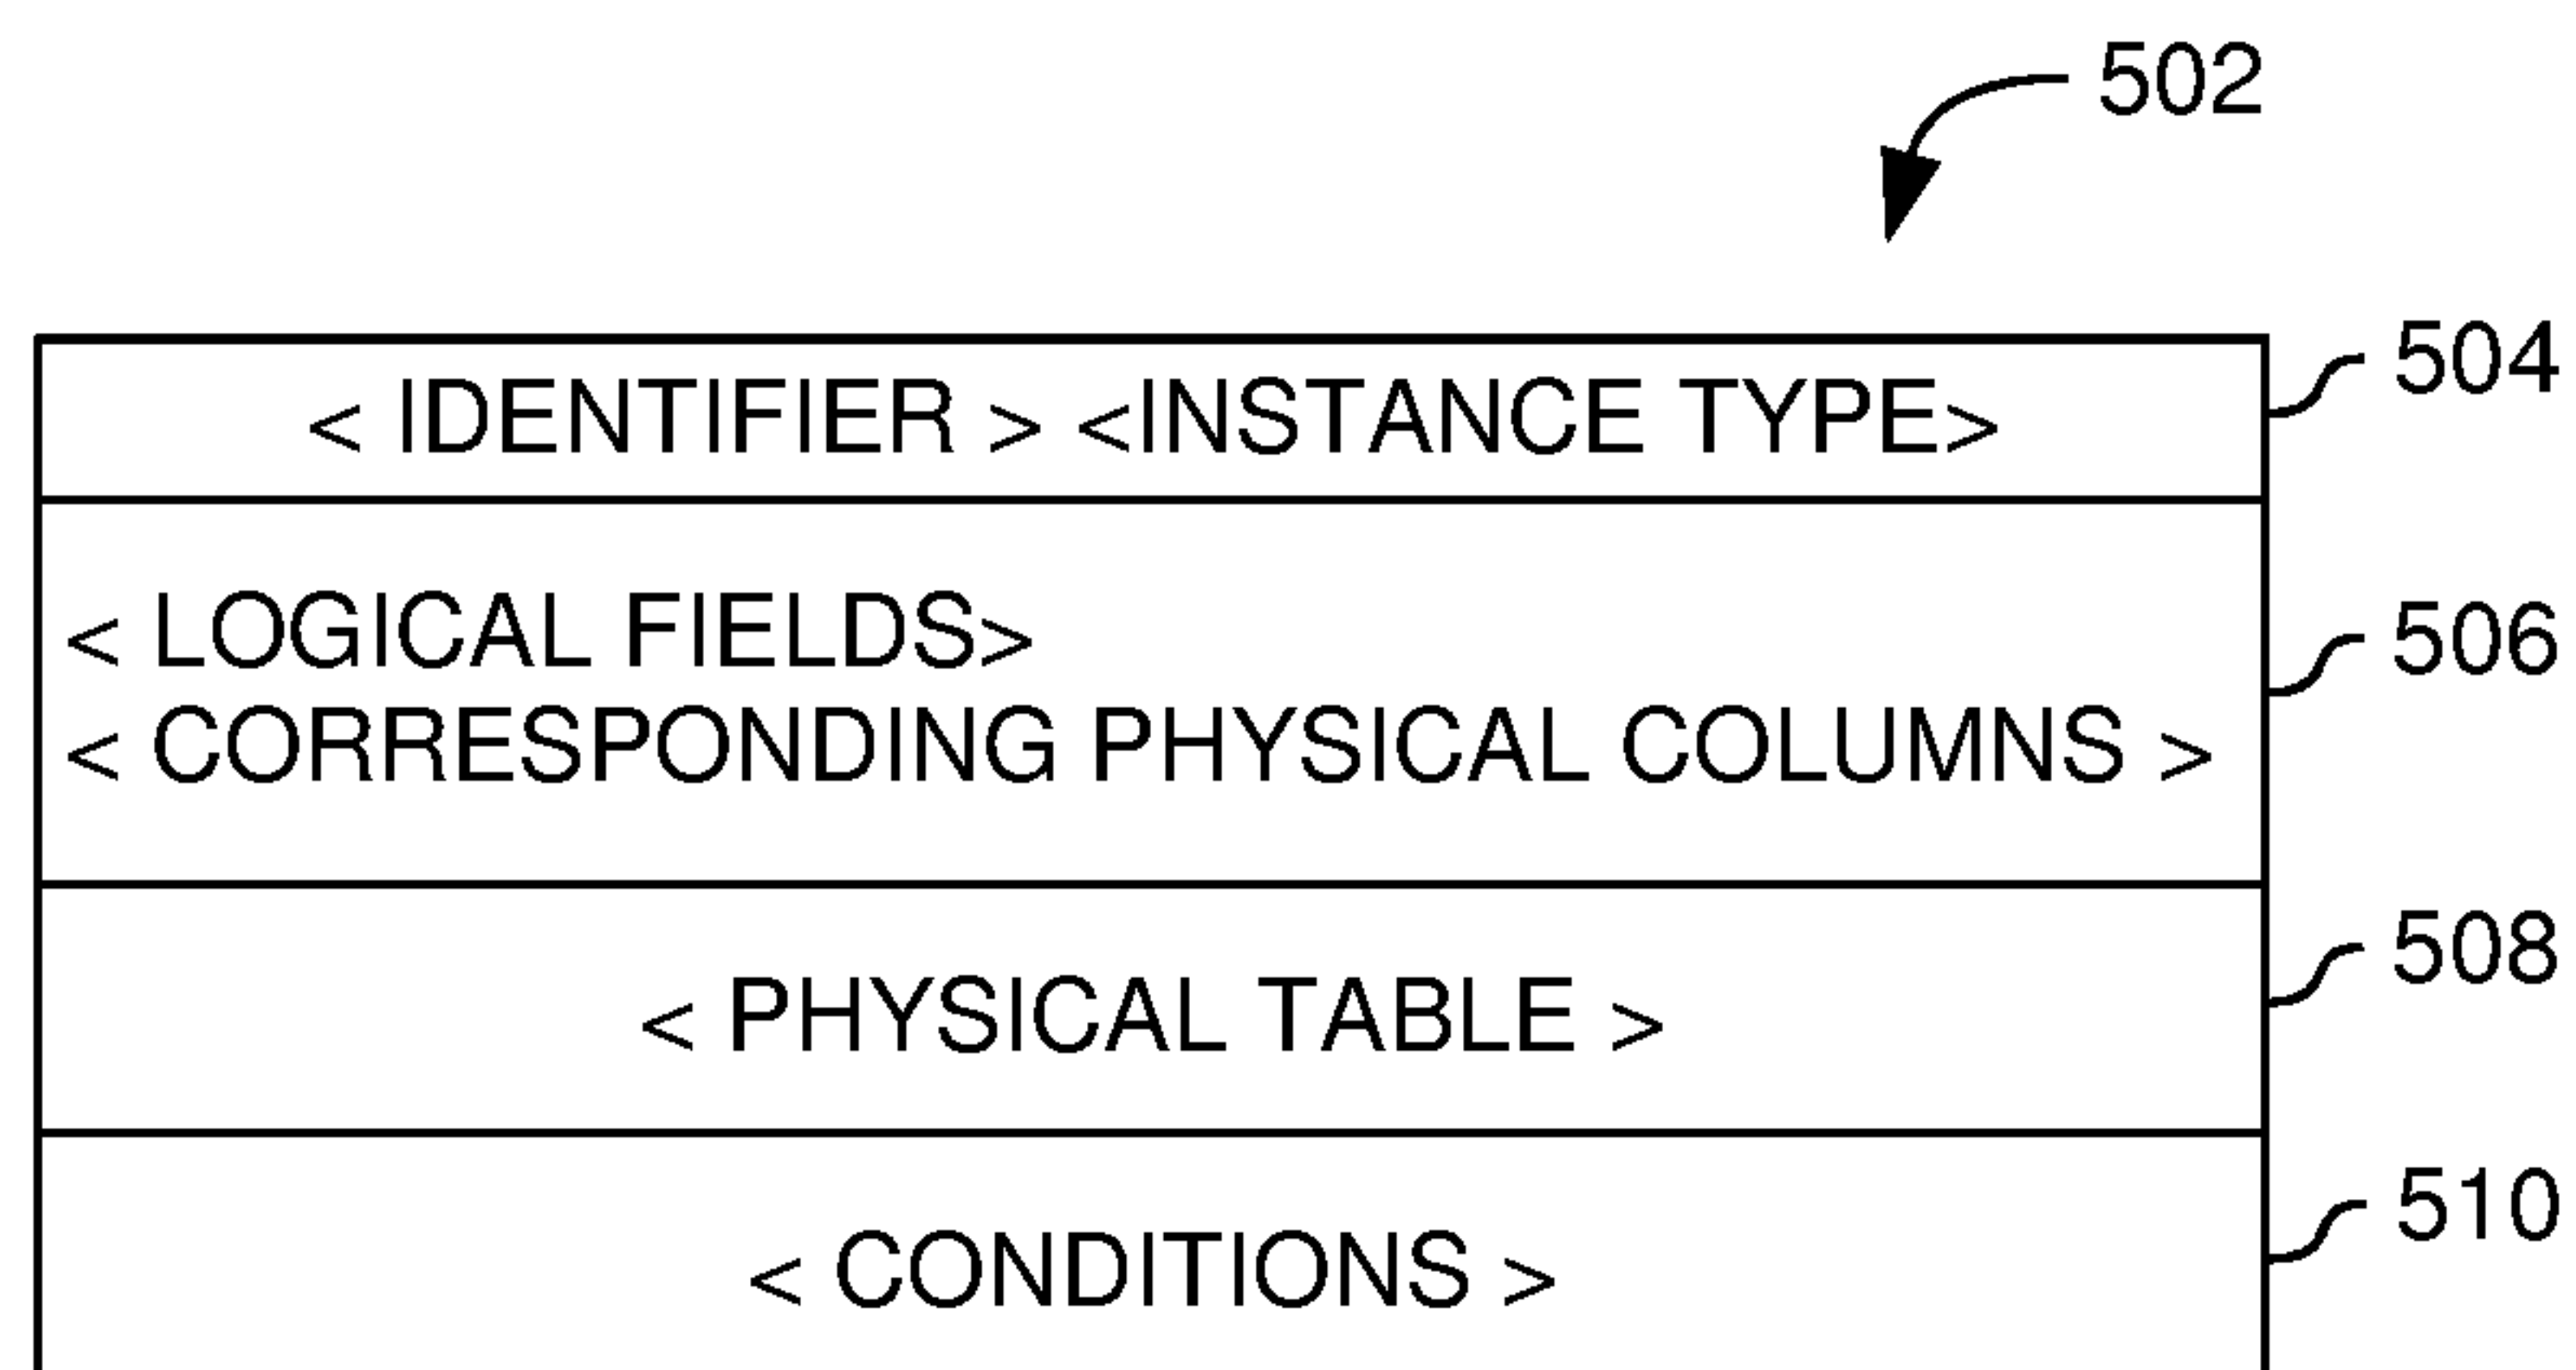 502
< IDENTIFIER > <INSTANCE TYPE> 504
< LOGICAL FIELDS>
< CORRESPONDING PHYSICAL COLUMNS > 506
< PHYSICAL TABLE > 508
< CONDITIONS > 510